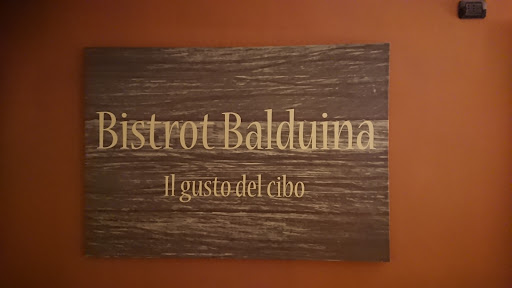 Bistrot Balduina
Il gusto del cibo